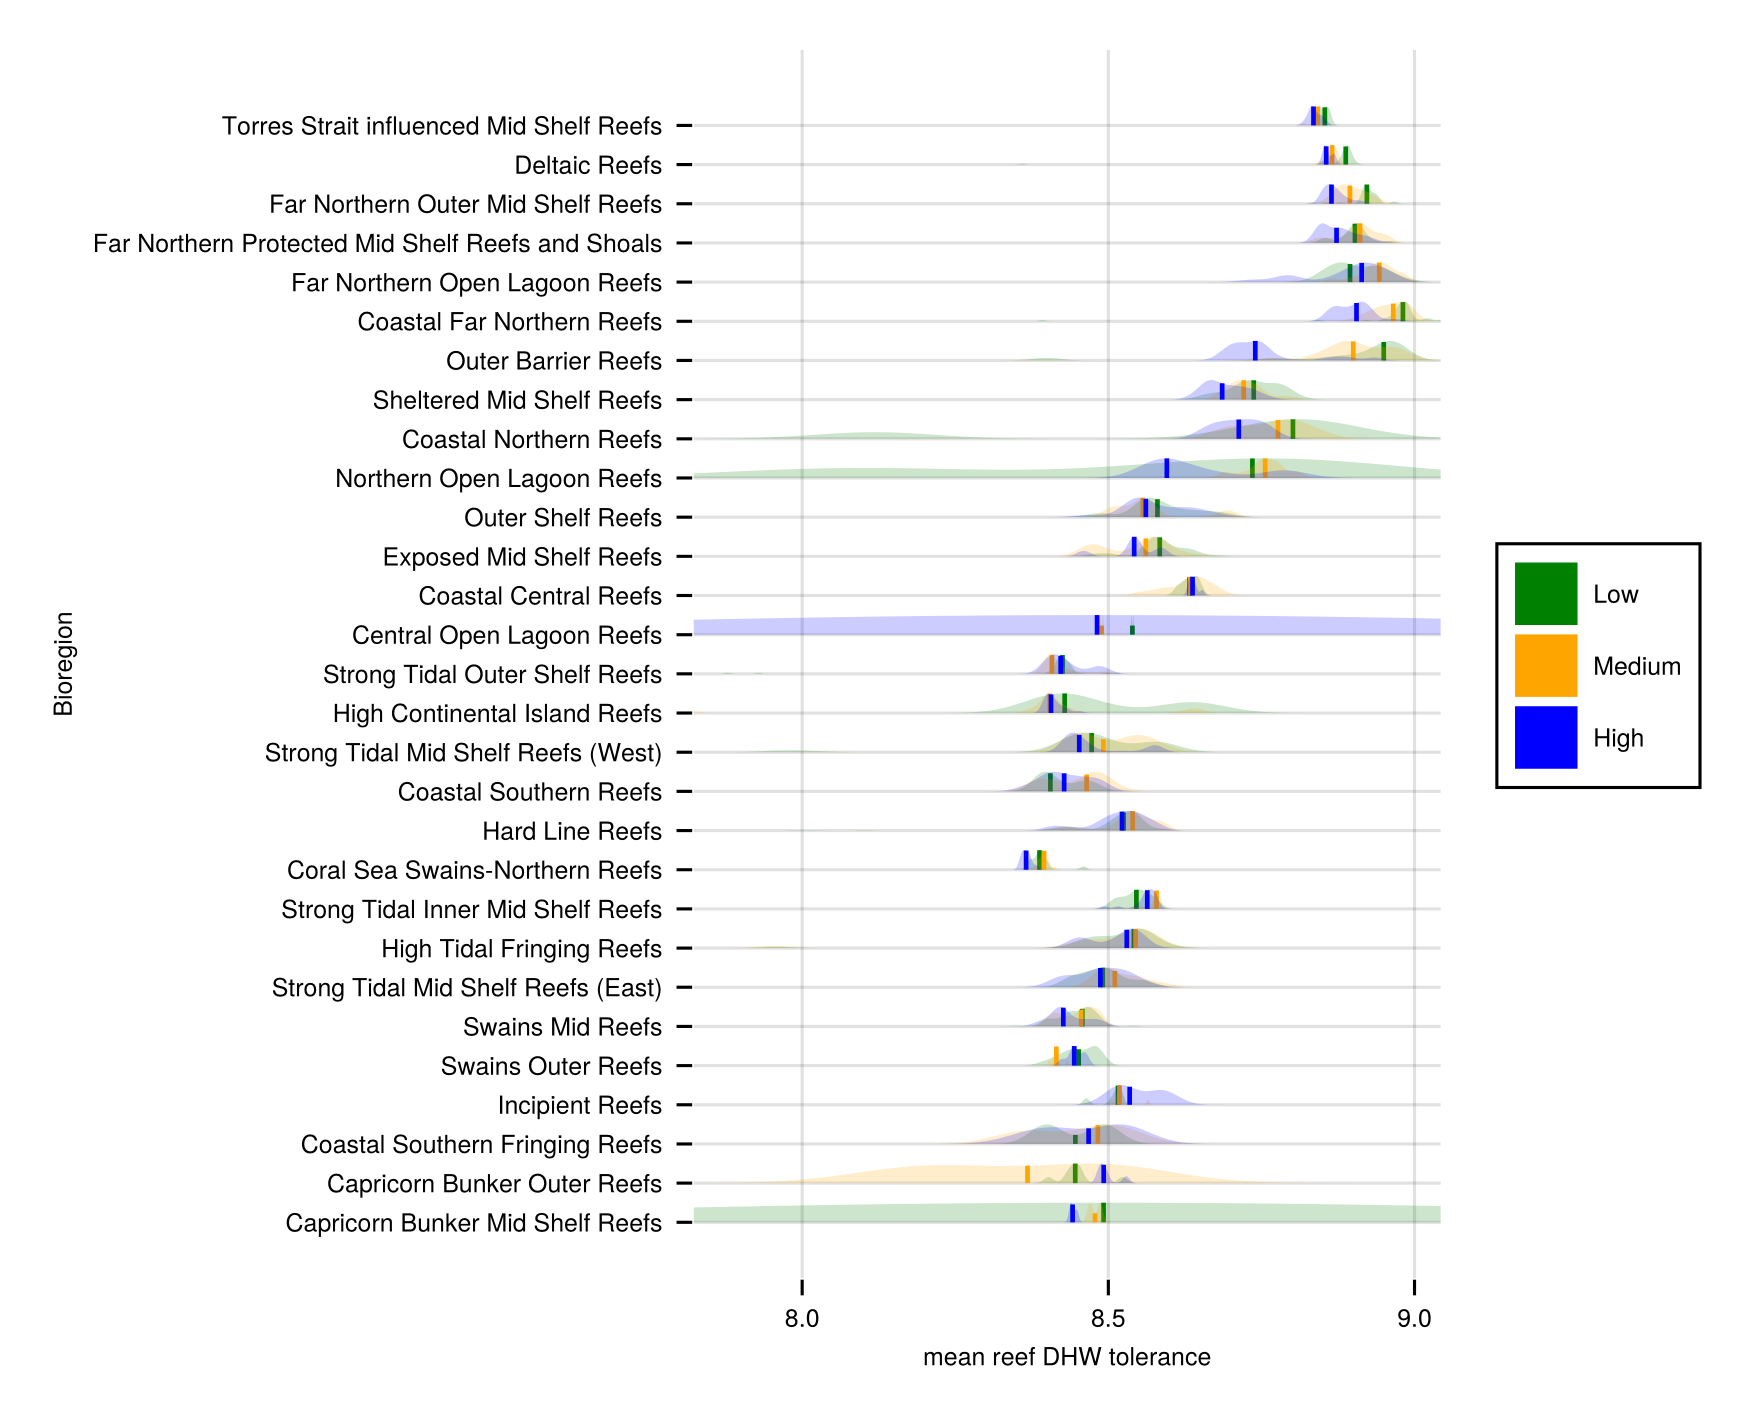 Torres Strait influenced Mid Shelf Reefs
Deltaic Reefs
Far Northern Outer Mid Shelf Reefs
Far Northern Protected Mid Shelf Reefs and Shoals
Far Northern Open Lagoon Reefs
Coastal Far Northern Reefs
Outer Barrier Reefs
Sheltered Mid Shelf Reefs
Coastal Northern Reefs
Northern Open Lagoon Reefs
Outer Shelf Reefs
Exposed Mid Shelf Reefs
Coastal Central Reefs
Central Open Lagoon Reefs
Strong Tidal Outer Shelf Reefs
High Continental Island Reefs
Strong Tidal Mid Shelf Reefs (West)
Coastal Southern Reefs
Hard Line Reefs
Coral Sea Swains-Northern Reefs
Strong Tidal Inner Mid Shelf Reefs
High Tidal Fringing Reefs
Strong Tidal Mid Shelf Reefs (East)
Swains Mid Reefs
Swains Outer Reefs
Incipient Reefs
Coastal Southern Fringing Reefs
Capricorn Bunker Outer Reefs
Capricorn Bunker Mid Shelf Reefs
Bioregion
8.0 8.5 9.0
mean reef DHW tolerance
Low
Medium
High